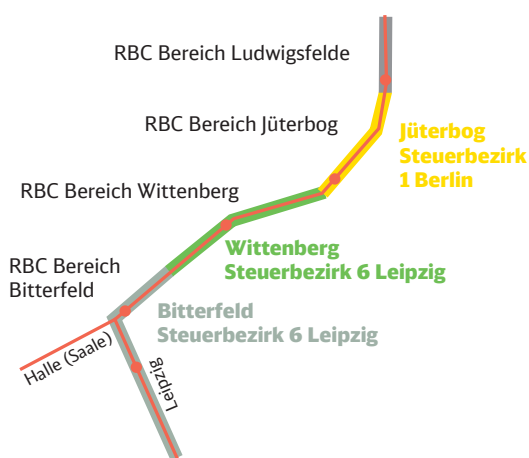 RBC Bereich Ludwigsfelde
RBC Bereich Jüterbog
Jüterbog
Steuerbezirk
1 Berlin
RBC Bereich Wittenberg
Wittenberg
Steuerbezirk 6 Leipzig
RBC Bereich
Bitterfeld
Bitterfeld
Steuerbezirk 6 Leipzig
Halle (Saale)
Leipzig